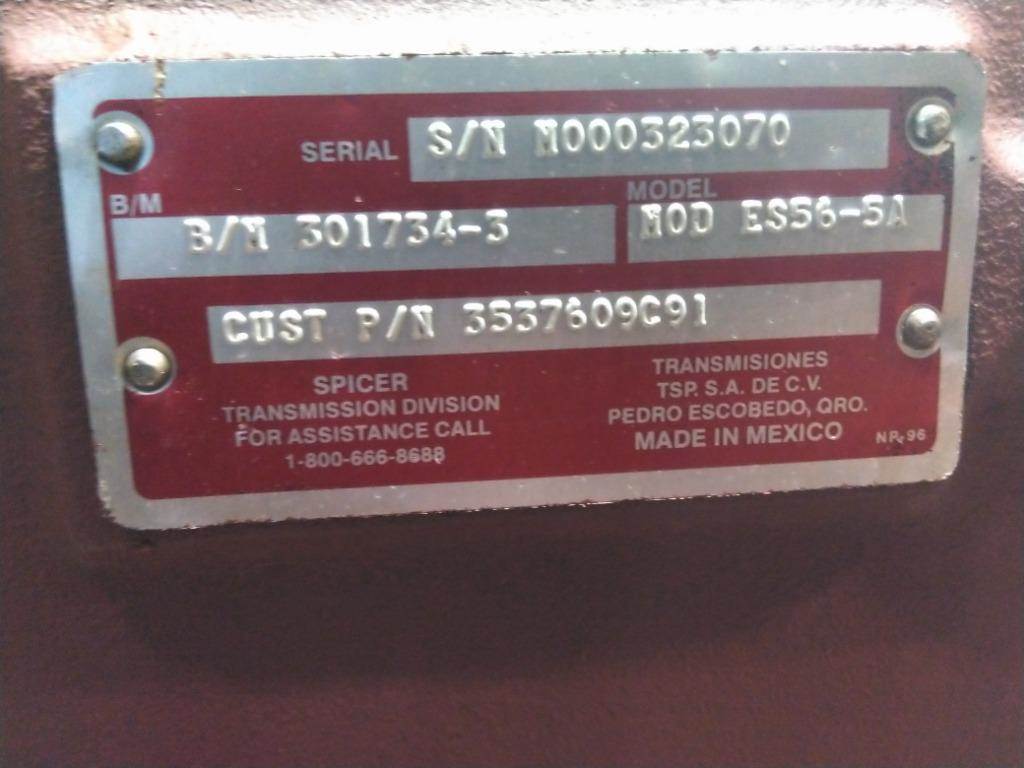 SERIAL S/N M000323070
B/M MODEL
B/M 301734-3 MOD ES56-5A
CUST P/N 3537609C91
SPICER
TRANSMISSION DIVISION
FOR ASSISTANCE CALL
1-800-666-8688
TRANSMISIONES
TSP. S.A. DE C.V.
PEDRO ESCOBEDO, QRO.
MADE IN MEXICO
NP-96